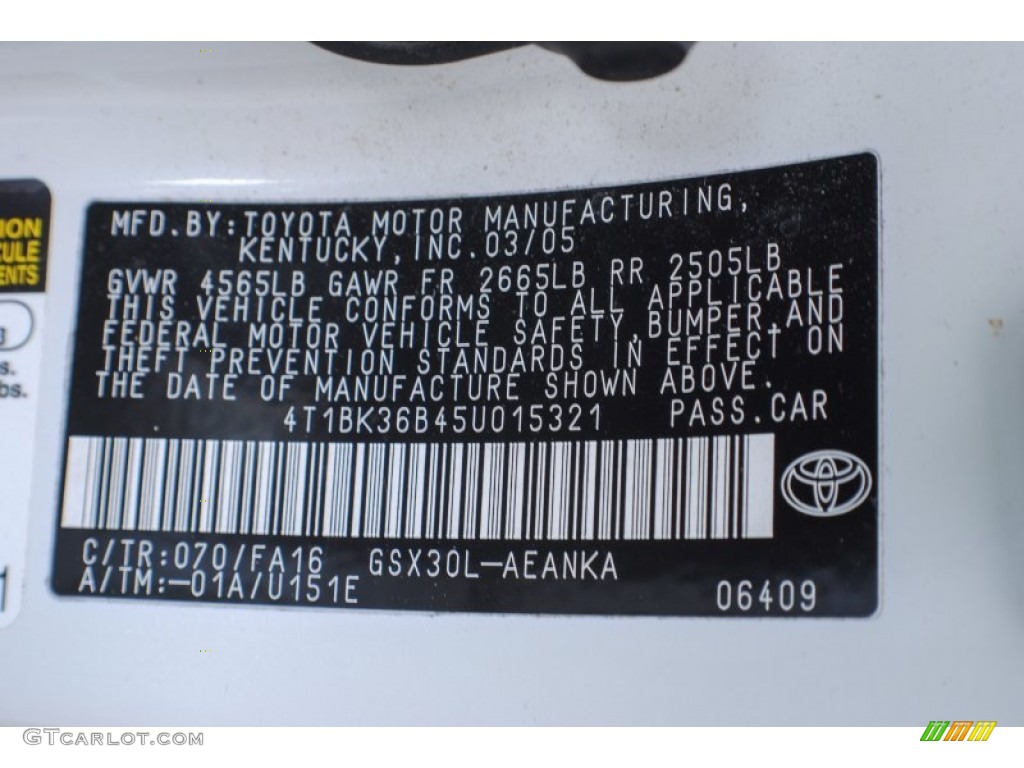 MFD. BY: TOYOTA MOTOR MANUFACTURING,
KENTUCKY, INC. 03/05
GVWR 4565LB GAWR FR 2665LB RR 2505LB
THIS VEHICLE CONFORMS TO ALL APPLICABLE
FEDERAL MOTOR VEHICLE SAFETY, BUMPER, AND
THEFT PREVENTION STANDARDS IN EFFECT ON
THE DATE OF MANUFACTURE SHOWN ABOVE.
4T1BK36B45U015321 PASS.CAR
C/TR:070/FA16 GSX30L-AEANKA
A/TM:-01A/U151E 06409
GTCARLOT.COM